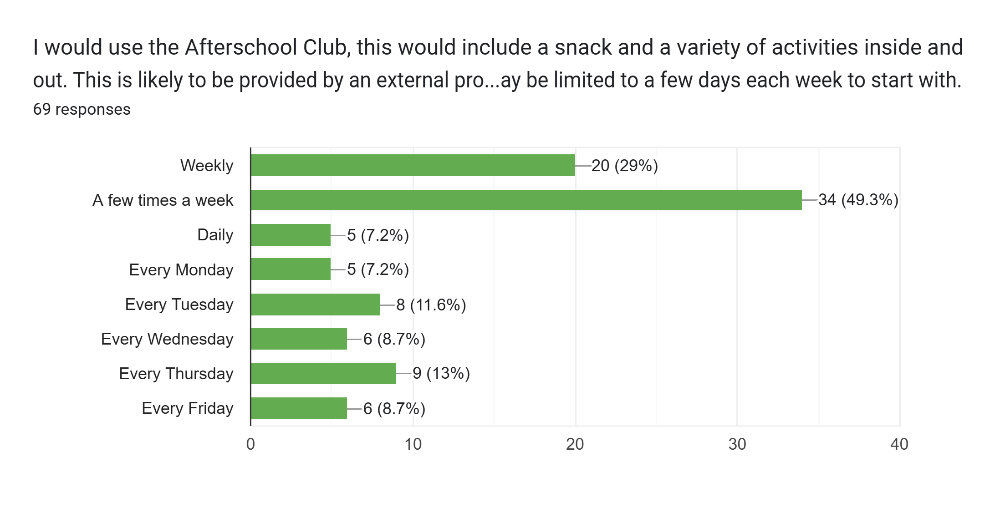 I would use the Afterschool Club, this would include a snack and a variety of activities inside and
out. This is likely to be provided by an external pro...ay be limited to a few days each week to start with.
69 responses
Weekly 20 (29%)
A few times a week 34 (49.3%)
Daily 5 (7.2%)
Every Monday 5 (7.2%)
Every Tuesday 8 (11.6%)
Every Wednesday 6 (8.7%)
Every Thursday 9 (13%)
Every Friday 6 (8.7%)
0 10 20 30 40